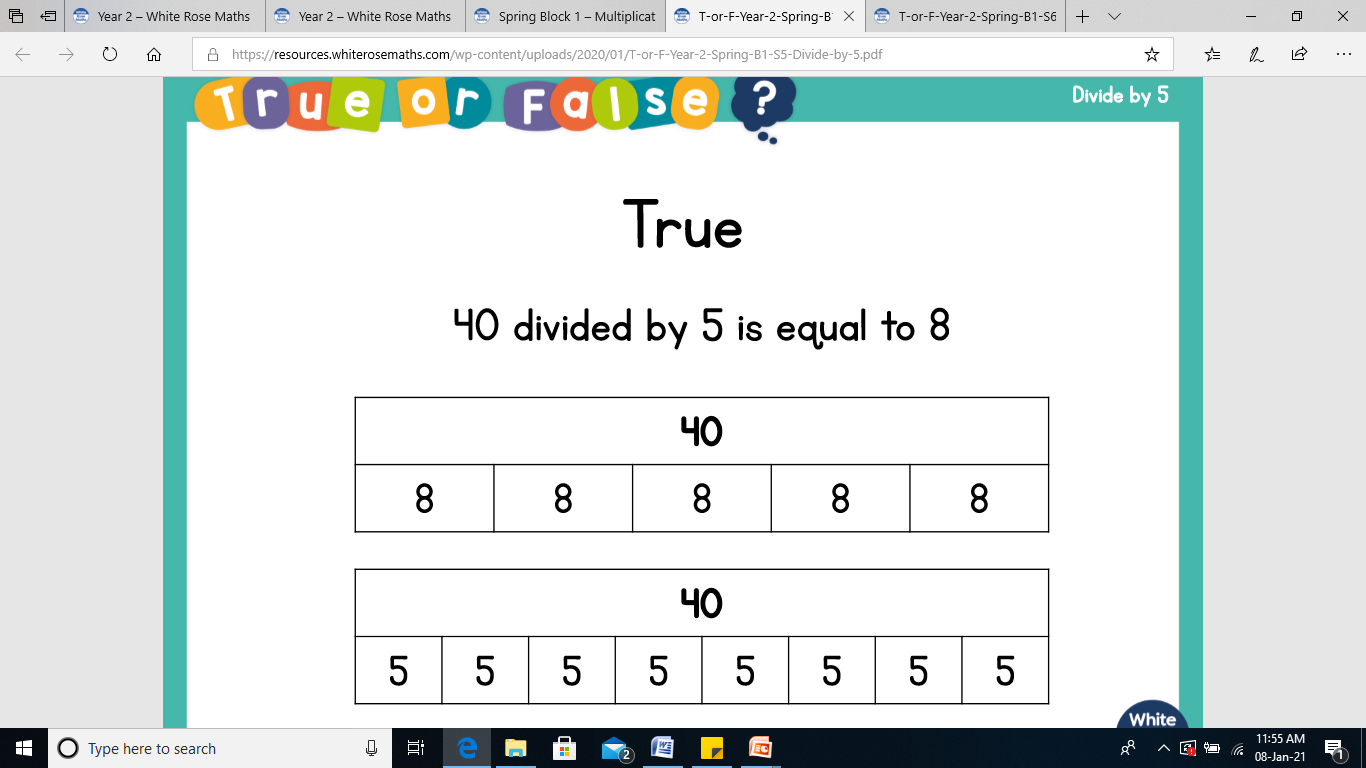 Year 2 – White Rose Maths
Year 2 – White Rose Maths
Spring Block 1 – Multiplicat
T-or-F-Year-2-Spring-B
T-or-F-Year-2-Spring-B1-S6
https://resources.whiterosemaths.com/wp-content/uploads/2020/01/T-or-F-Year-2-Spring-B1-S5-Divide-by-5.pdf
True or False ?
Divide by 5
True
40 divided by 5 is equal to 8
40
8 8 8 8 8
40
5 5 5 5 5 5 5 5
White
Type here to search
2
11:55 AM
08-Jan-21
1